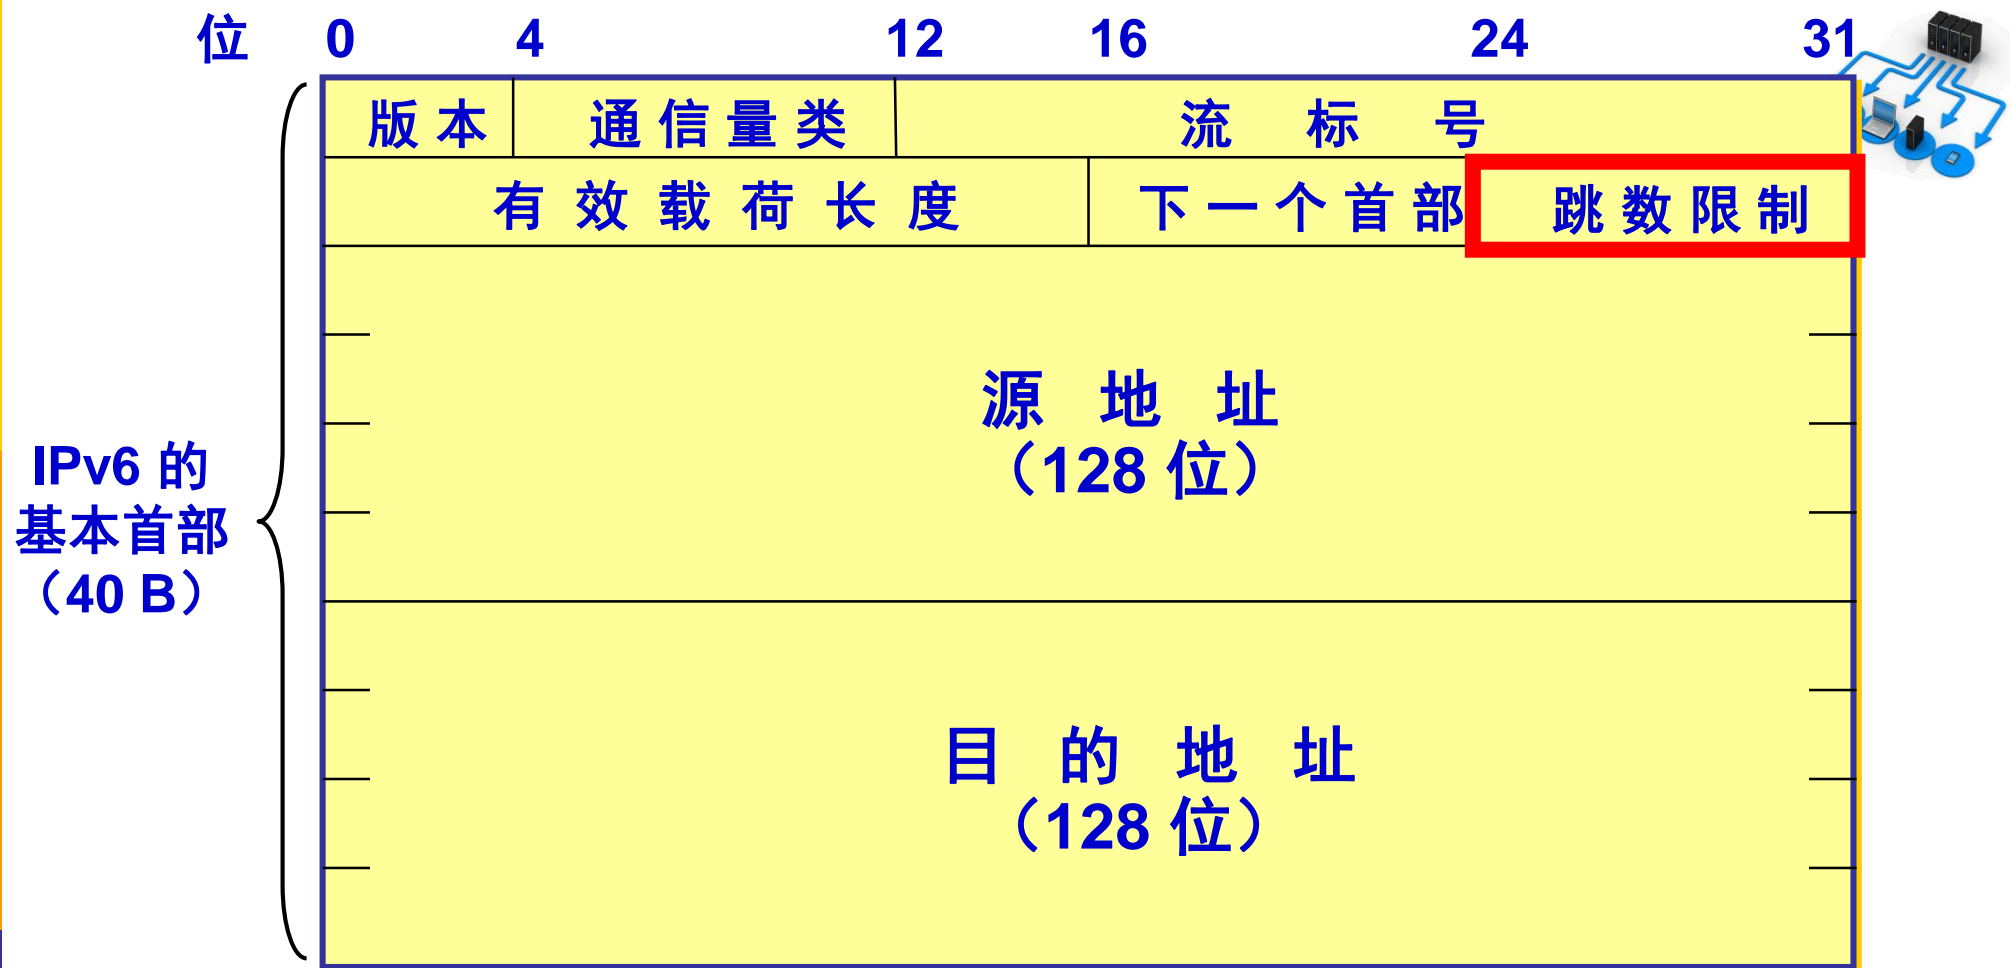 位 0 4 12 16 24 31
版本 通信量类 流标号
有效载荷长度 下一个首部 跳数限制
源地址
（128 位）
IPv6 的
基本首部
（40 B）
目的地址
（128 位）